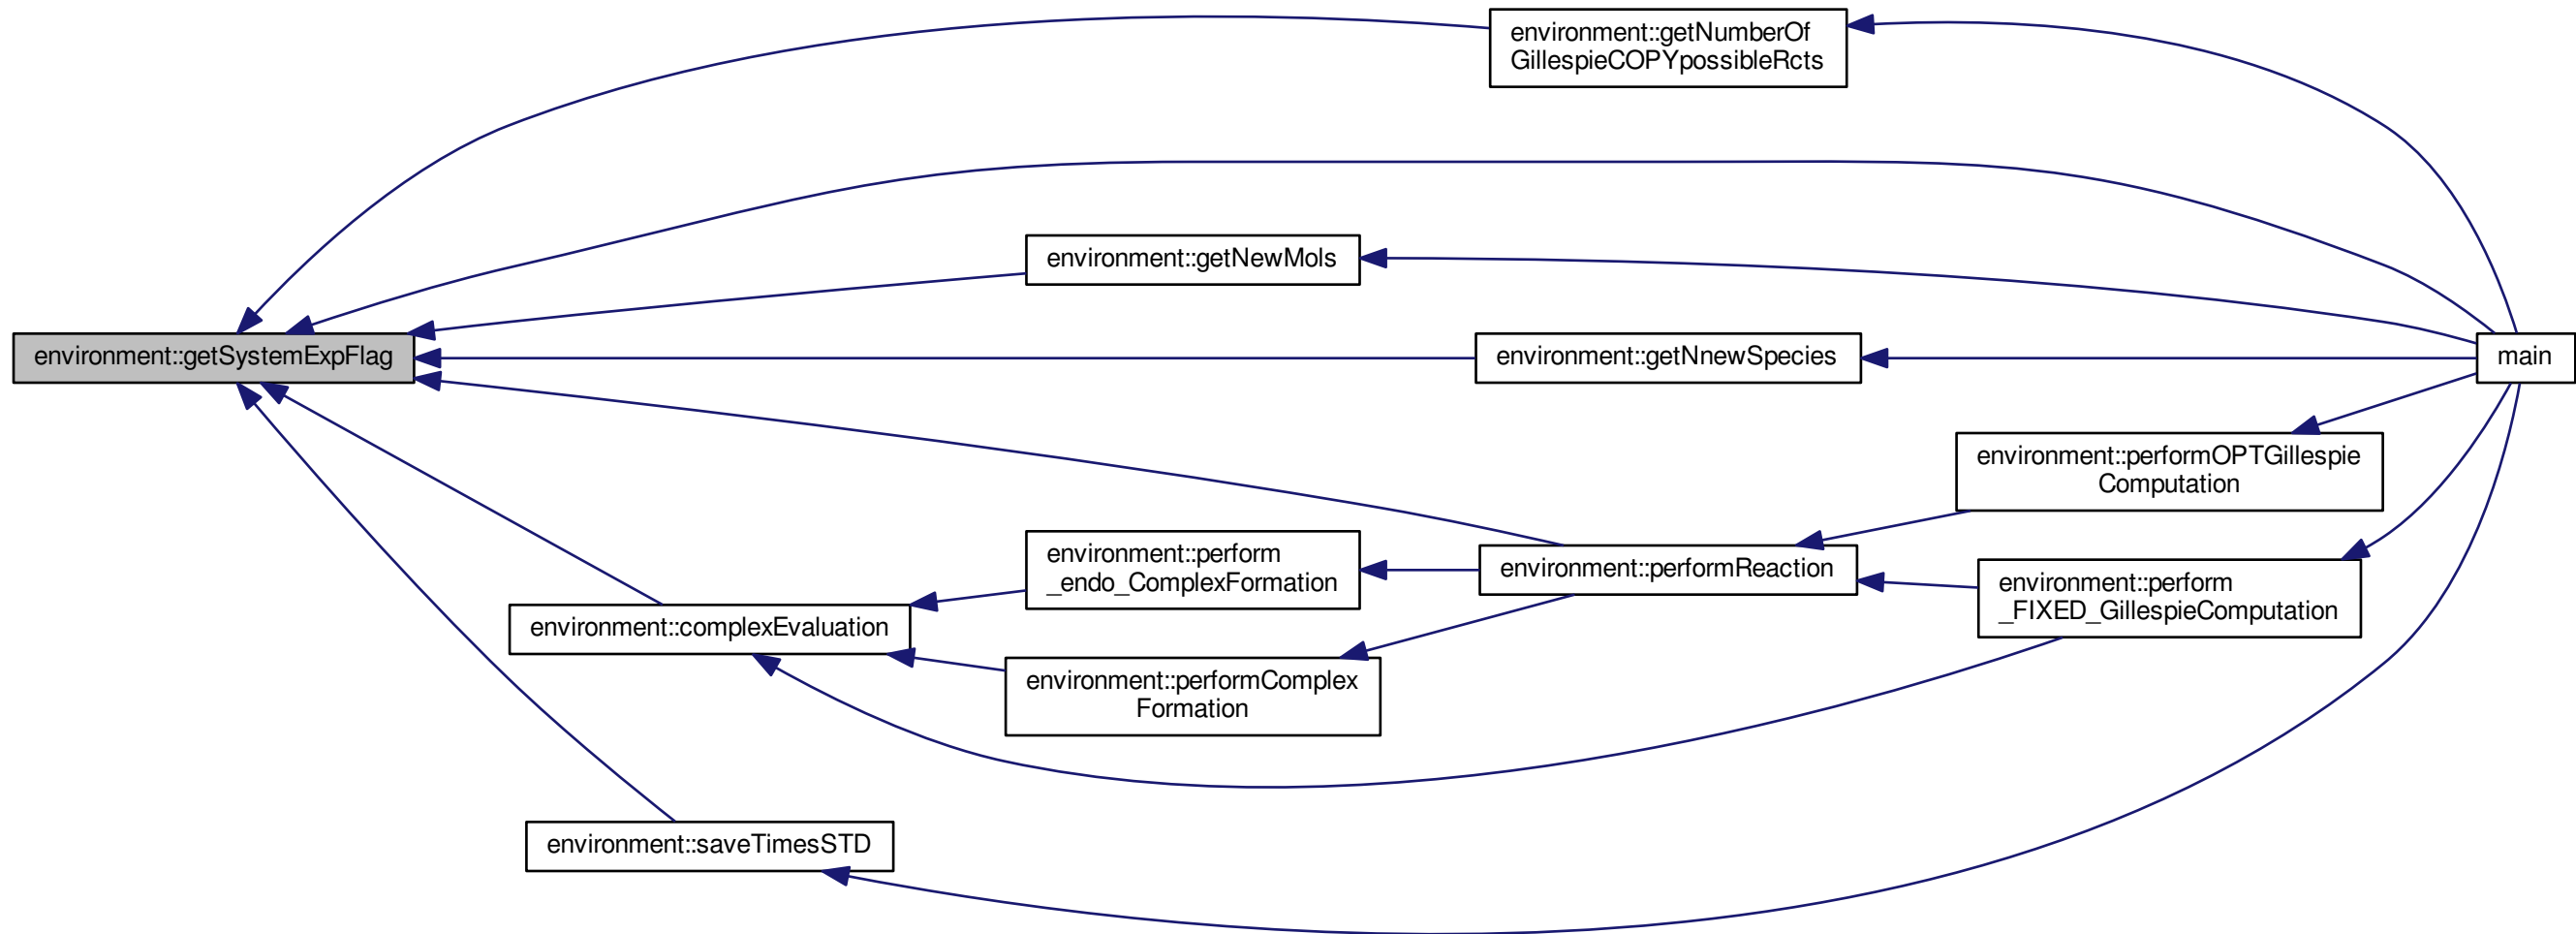 environment::getNumberOf
GillespieCOPYpossibleRcts
environment::getNewMols
environment::getSystemExpFlag
environment::getNnewSpecies
main
environment::performOPTGillespie
Computation
environment::perform
_endo_ComplexFormation
environment::performReaction
environment::perform
_FIXED_GillespieComputation
environment::complexEvaluation
environment::performComplex
Formation
environment::saveTimesSTD